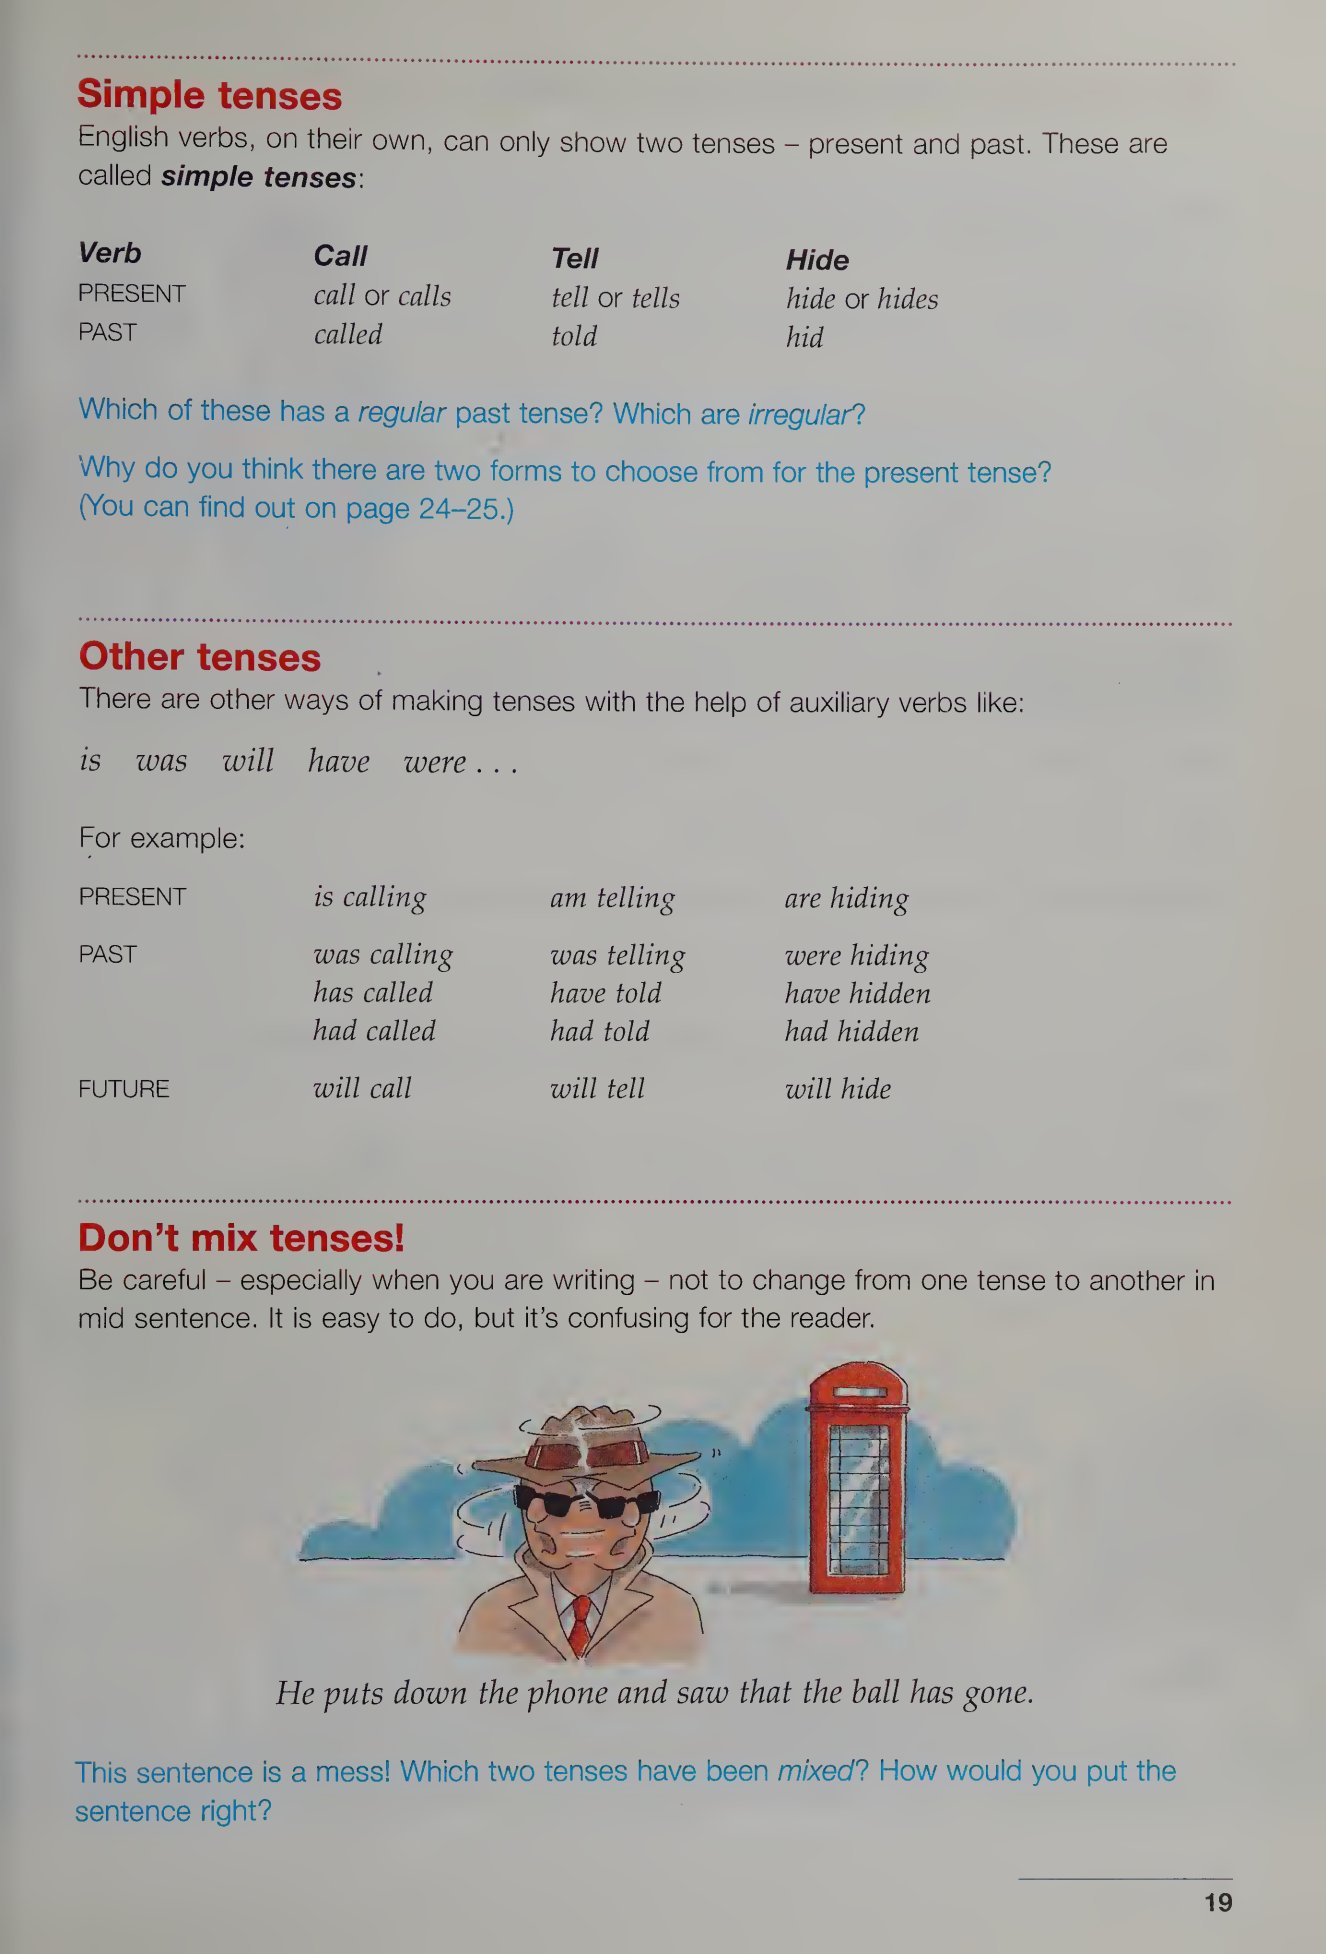 Simple tenses
English verbs, on their own, can only show two tenses – present and past. These are
called simple tenses:
Verb Call Tell Hide
PRESENT call or calls tell or tells hide or hides
PAST called told hid
Which of these has a regular past tense? Which are irregular?
Why do you think there are two forms to choose from for the present tense?
(You can find out on page 24–25.)
Other tenses
There are other ways of making tenses with the help of auxiliary verbs like:
is was will have were . . .
For example:
PRESENT is calling am telling are hiding
PAST was calling was telling were hiding
has called have told have hidden
had called had told had hidden
FUTURE will call will tell will hide
Don't mix tenses!
Be careful – especially when you are writing – not to change from one tense to another in
mid sentence. It is easy to do, but it's confusing for the reader.
He puts down the phone and saw that the ball has gone.
This sentence is a mess! Which two tenses have been mixed? How would you put the
sentence right?
19